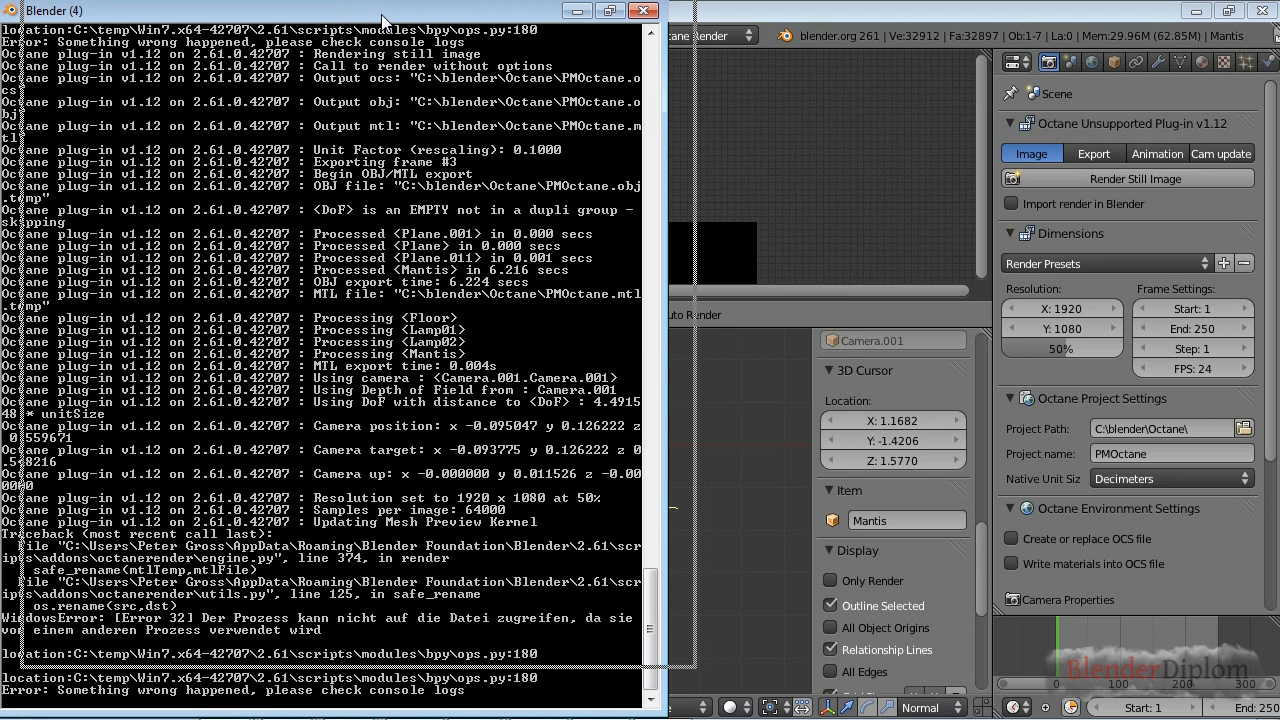 Blender (4)
location:C:\temp\Win7.x64-42707\2.61\scripts\modules\bpy\ops.py:180
Error: Something wrong happened, please check console logs
Octane plug-in v1.12 on 2.61.0.42707 : Rendering still image
Octane plug-in v1.12 on 2.61.0.42707 : Call to render without options
Octane plug-in v1.12 on 2.61.0.42707 : Output ocs: "C:\blender\Octane\PMOctane.o
cs"
Octane plug-in v1.12 on 2.61.0.42707 : Output obj: "C:\blender\Octane\PMOctane.o
bj"
Octane plug-in v1.12 on 2.61.0.42707 : Output mtl: "C:\blender\Octane\PMOctane.m
tl"
Octane plug-in v1.12 on 2.61.0.42707 : Unit Factor (rescaling): 0.1000
Octane plug-in v1.12 on 2.61.0.42707 : Exporting frame #3
Octane plug-in v1.12 on 2.61.0.42707 : Begin OBJ/MTL export
Octane plug-in v1.12 on 2.61.0.42707 : OBJ file: "C:\blender\Octane\PMOctane.obj
.temp"
Octane plug-in v1.12 on 2.61.0.42707 : <DoF> is an EMPTY not in a dupli group -
skipping
Octane plug-in v1.12 on 2.61.0.42707 : Processed <Plane.001> in 0.000 secs
Octane plug-in v1.12 on 2.61.0.42707 : Processed <Plane> in 0.000 secs
Octane plug-in v1.12 on 2.61.0.42707 : Processed <Plane.011> in 0.001 secs
Octane plug-in v1.12 on 2.61.0.42707 : Processed <Mantis> in 6.216 secs
Octane plug-in v1.12 on 2.61.0.42707 : OBJ export time: 6.224 secs
Octane plug-in v1.12 on 2.61.0.42707 : MTL file: "C:\blender\Octane\PMOctane.mtl
.temp"
Octane plug-in v1.12 on 2.61.0.42707 : Processing <Floor>
Octane plug-in v1.12 on 2.61.0.42707 : Processing <Lamp01>
Octane plug-in v1.12 on 2.61.0.42707 : Processing <Lamp02>
Octane plug-in v1.12 on 2.61.0.42707 : Processing <Mantis>
Octane plug-in v1.12 on 2.61.0.42707 : MTL export time: 0.004s
Octane plug-in v1.12 on 2.61.0.42707 : Using camera : <Camera.001.Camera.001>
Octane plug-in v1.12 on 2.61.0.42707 : Using Depth of Field from : Camera.001
Octane plug-in v1.12 on 2.61.0.42707 : Using DoF with distance to <DoF> : 4.4915
48 * unitSize
Octane plug-in v1.12 on 2.61.0.42707 : Camera position: x -0.095047 y 0.126222 z
0.559671
Octane plug-in v1.12 on 2.61.0.42707 : Camera target: x -0.093775 y 0.126222 z 0
.548216
Octane plug-in v1.12 on 2.61.0.42707 : Camera up: x -0.000000 y 0.011526 z -0.00
0000
Octane plug-in v1.12 on 2.61.0.42707 : Resolution set to 1920 x 1080 at 50%
Octane plug-in v1.12 on 2.61.0.42707 : Samples per image: 64000
Octane plug-in v1.12 on 2.61.0.42707 : Updating Mesh Preview Kernel
Traceback (most recent call last):
File "C:\Users\Peter Gross\AppData\Roaming\Blender Foundation\Blender\2.61\scr
ipts\addons\octanerender\engine.py", line 374, in render
safe_rename(mtlTemp,mtlFile)
File "C:\Users\Peter Gross\AppData\Roaming\Blender Foundation\Blender\2.61\scr
ipts\addons\octanerender\utils.py", line 125, in safe_rename
os.rename(src,dst)
WindowsError: [Error 32] Der Prozess kann nicht auf die Datei zugreifen, da sie
von einem anderen Prozess verwendet wird
location:C:\temp\Win7.x64-42707\2.61\scripts\modules\bpy\ops.py:180
location:C:\temp\Win7.x64-42707\2.61\scripts\modules\bpy\ops.py:180
Error: Something wrong happened, please check console logs
blender.org 261 | Ve:32912 | Fa:32897 | Ob:1-7 | La:0 | Mem:29.96M (62.85M) | Mantis
Render
uto Render
Camera.001
3D Cursor
Location:
X: 1.1682
Y: -1.4206
Z: 1.5770
Item
Mantis
Display
Only Render
Outline Selected
All Object Origins
Relationship Lines
All Edges
Normal
Scene
Octane Unsupported Plug-in v1.12
Image Export Animation Cam update
Render Still Image
Import render in Blender
Dimensions
Render Presets
Resolution: Frame Settings:
X: 1920 Start: 1
Y: 1080 End: 250
50% Step: 1
FPS: 24
Octane Project Settings
Project Path: C:\blender\Octane\
Project name: PMOctane
Native Unit Siz Decimeters
Octane Environment Settings
Create or replace OCS file
Write materials into OCS file
Camera Properties
BlenderDiplom
0 100 200 300
Start: 1 End: 250